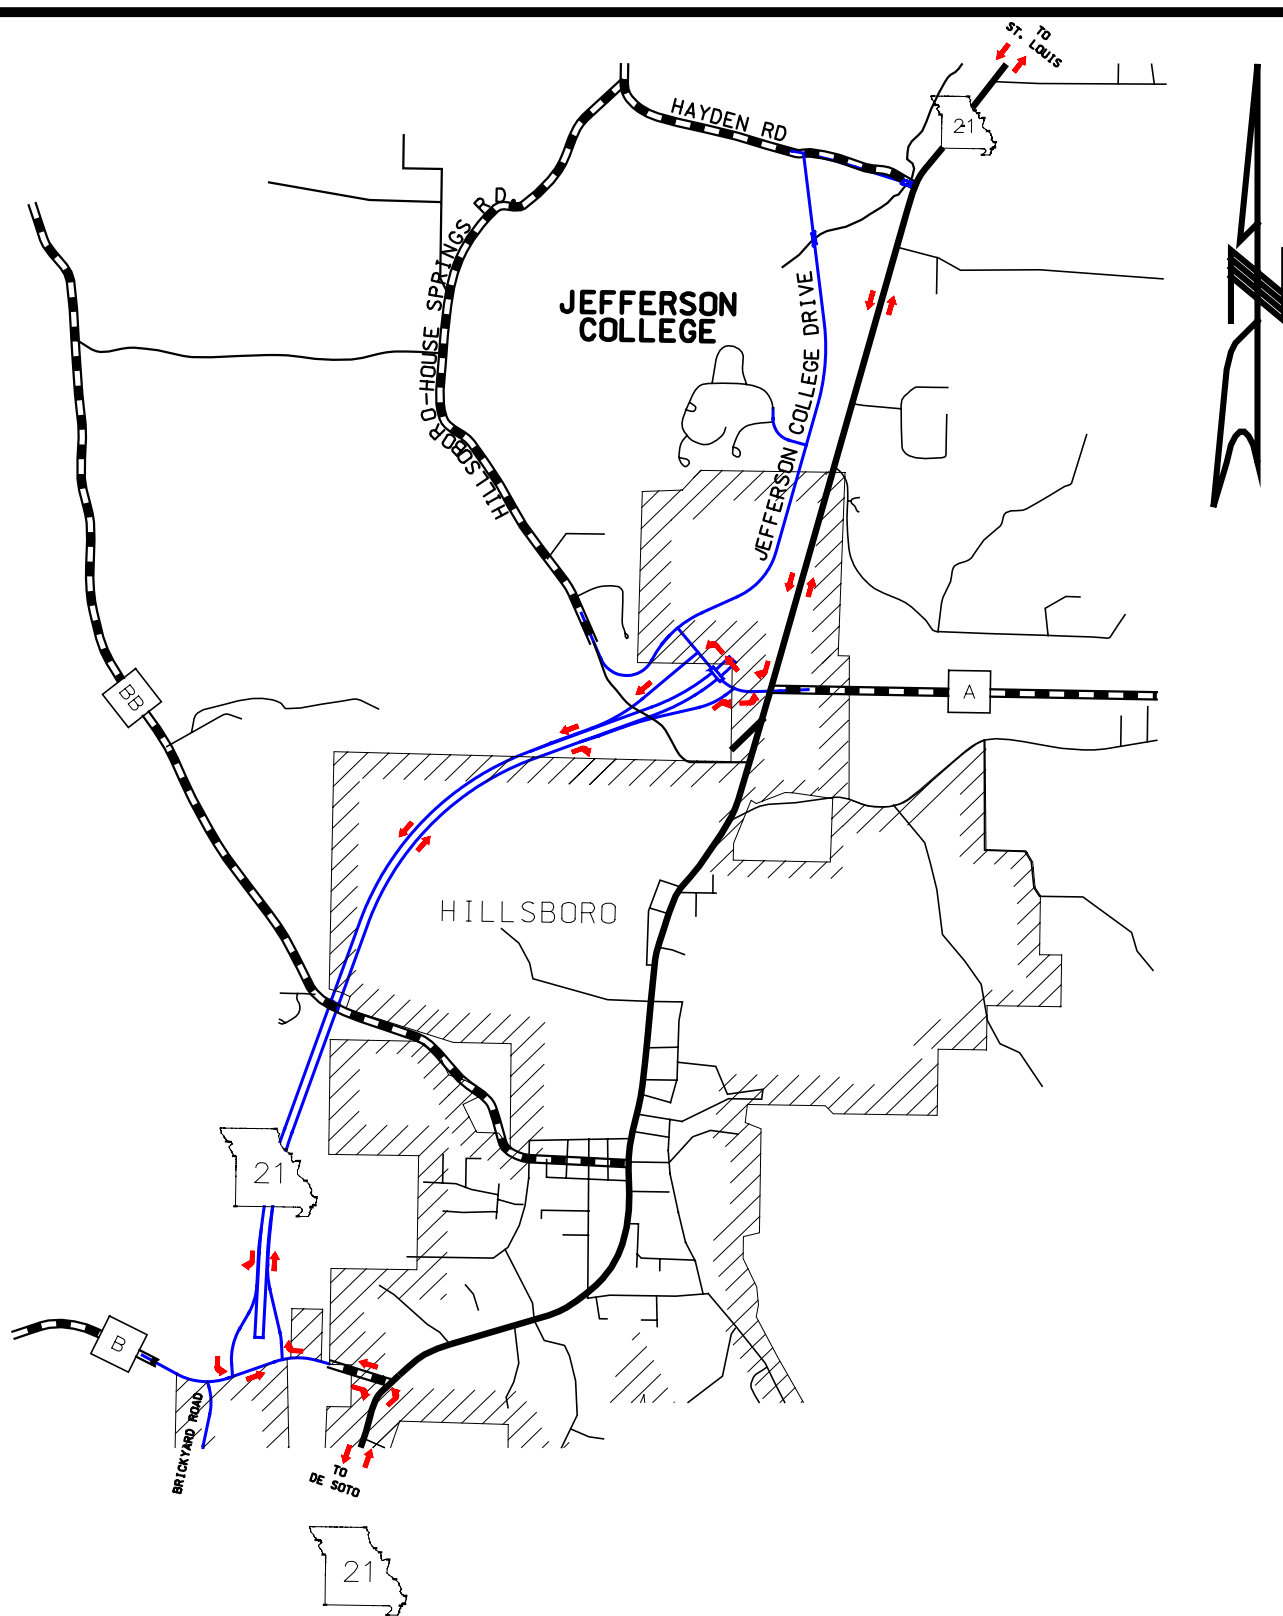 TO
ST. LOUIS
21
HAYDEN RD
HILLSBORO-HOUSE SPRINGS RD.
JEFFERSON
COLLEGE
JEFFERSON COLLEGE DRIVE
BB
A
HILLSBORO
21
B
BRICKYARD ROAD
TO
DE SOTO
21